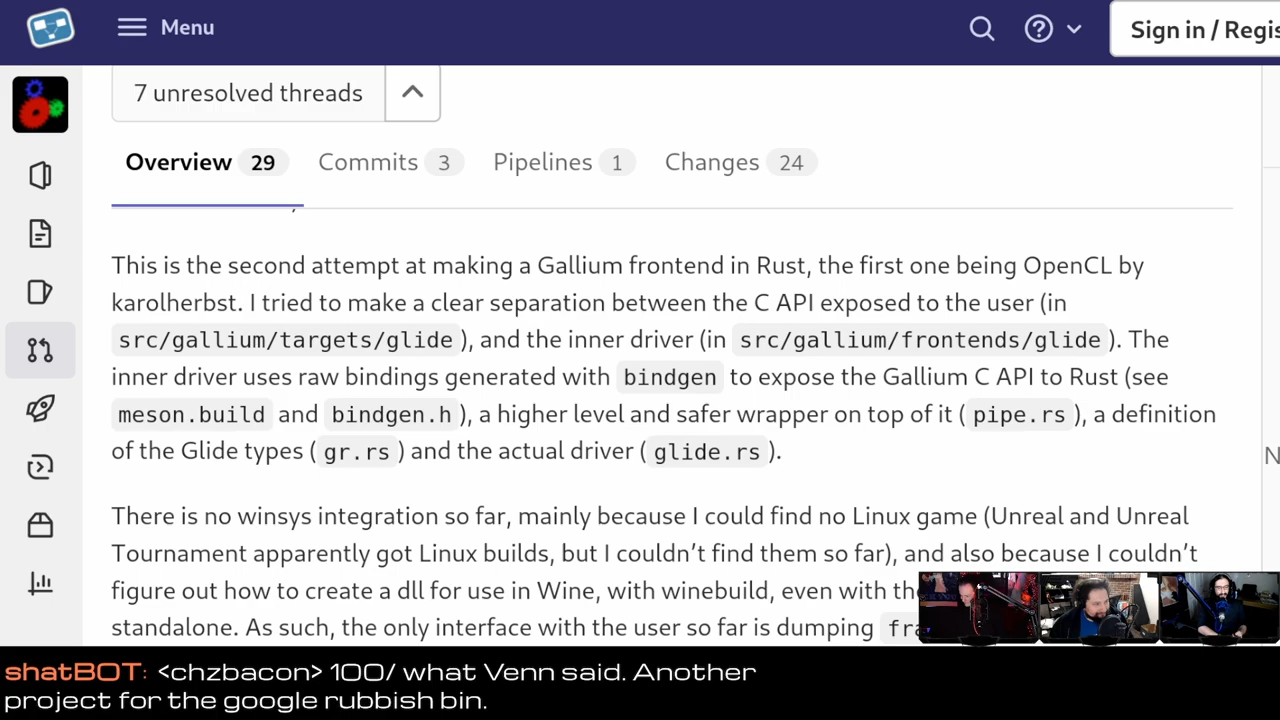 Menu
Sign in / Regis
7 unresolved threads
Overview 29 Commits 3 Pipelines 1 Changes 24
This is the second attempt at making a Gallium frontend in Rust, the first one being OpenCL by
karolherbst. I tried to make a clear separation between the C API exposed to the user (in
src/gallium/targets/glide ), and the inner driver (in src/gallium/frontends/glide ). The
inner driver uses raw bindings generated with bindgen to expose the Gallium C API to Rust (see
meson.build and bindgen.h ), a higher level and safer wrapper on top of it ( pipe.rs ), a definition
of the Glide types ( gr.rs ) and the actual driver ( glide.rs ).
N
There is no winsys integration so far, mainly because I could find no Linux game (Unreal and Unreal
Tournament apparently got Linux builds, but I couldn’t find them so far), and also because I couldn’t
figure out how to create a dll for use in Wine, with winebuild, even with the
standalone. As such, the only interface with the user so far is dumping fra
shatBOT: <chzbacon> 100/ what Venn said. Another
project for the google rubbish bin.